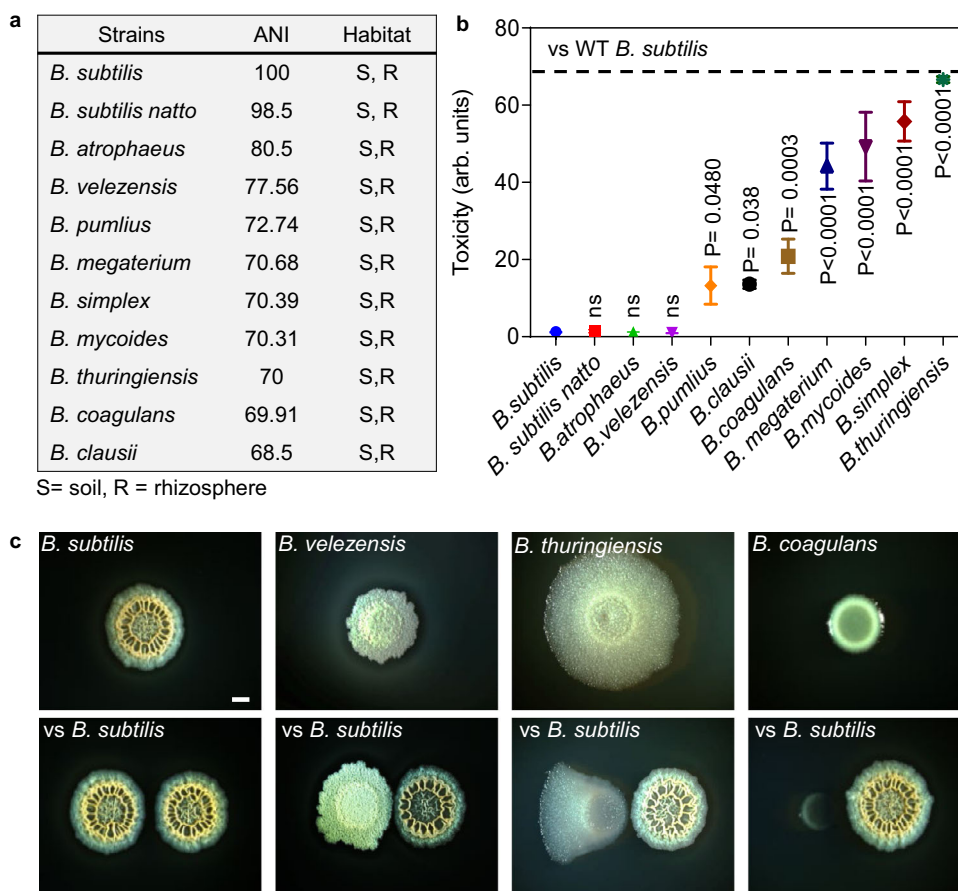 a
Strains ANI Habitat
B. subtilis 100 S, R
B. subtilis natto 98.5 S, R
B. atrophaeus 80.5 S,R
B. velezensis 77.56 S,R
B. pumlius 72.74 S,R
B. megaterium 70.68 S,R
B. simplex 70.39 S,R
B. mycoides 70.31 S,R
B. thuringiensis 70 S,R
B. coagulans 69.91 S,R
B. clausii 68.5 S,R
S= soil, R = rhizosphere
b
vs WT B. subtilis
Toxicity (arb. units)
80
60
40
20
0
ns
ns
ns
P= 0.0480
P= 0.038
P= 0.0003
P<0.0001
P<0.0001
P<0.0001
P<0.0001
B.subtilis
B. subtilis natto
B.atrophaeus
B.velezensis
B.pumlius
B.clausii
B.coagulans
B. megaterium
B.mycoides
B.simplex
B.thuringiensis
c
B. subtilis B. velezensis B. thuringiensis B. coagulans
vs B. subtilis vs B. subtilis vs B. subtilis vs B. subtilis